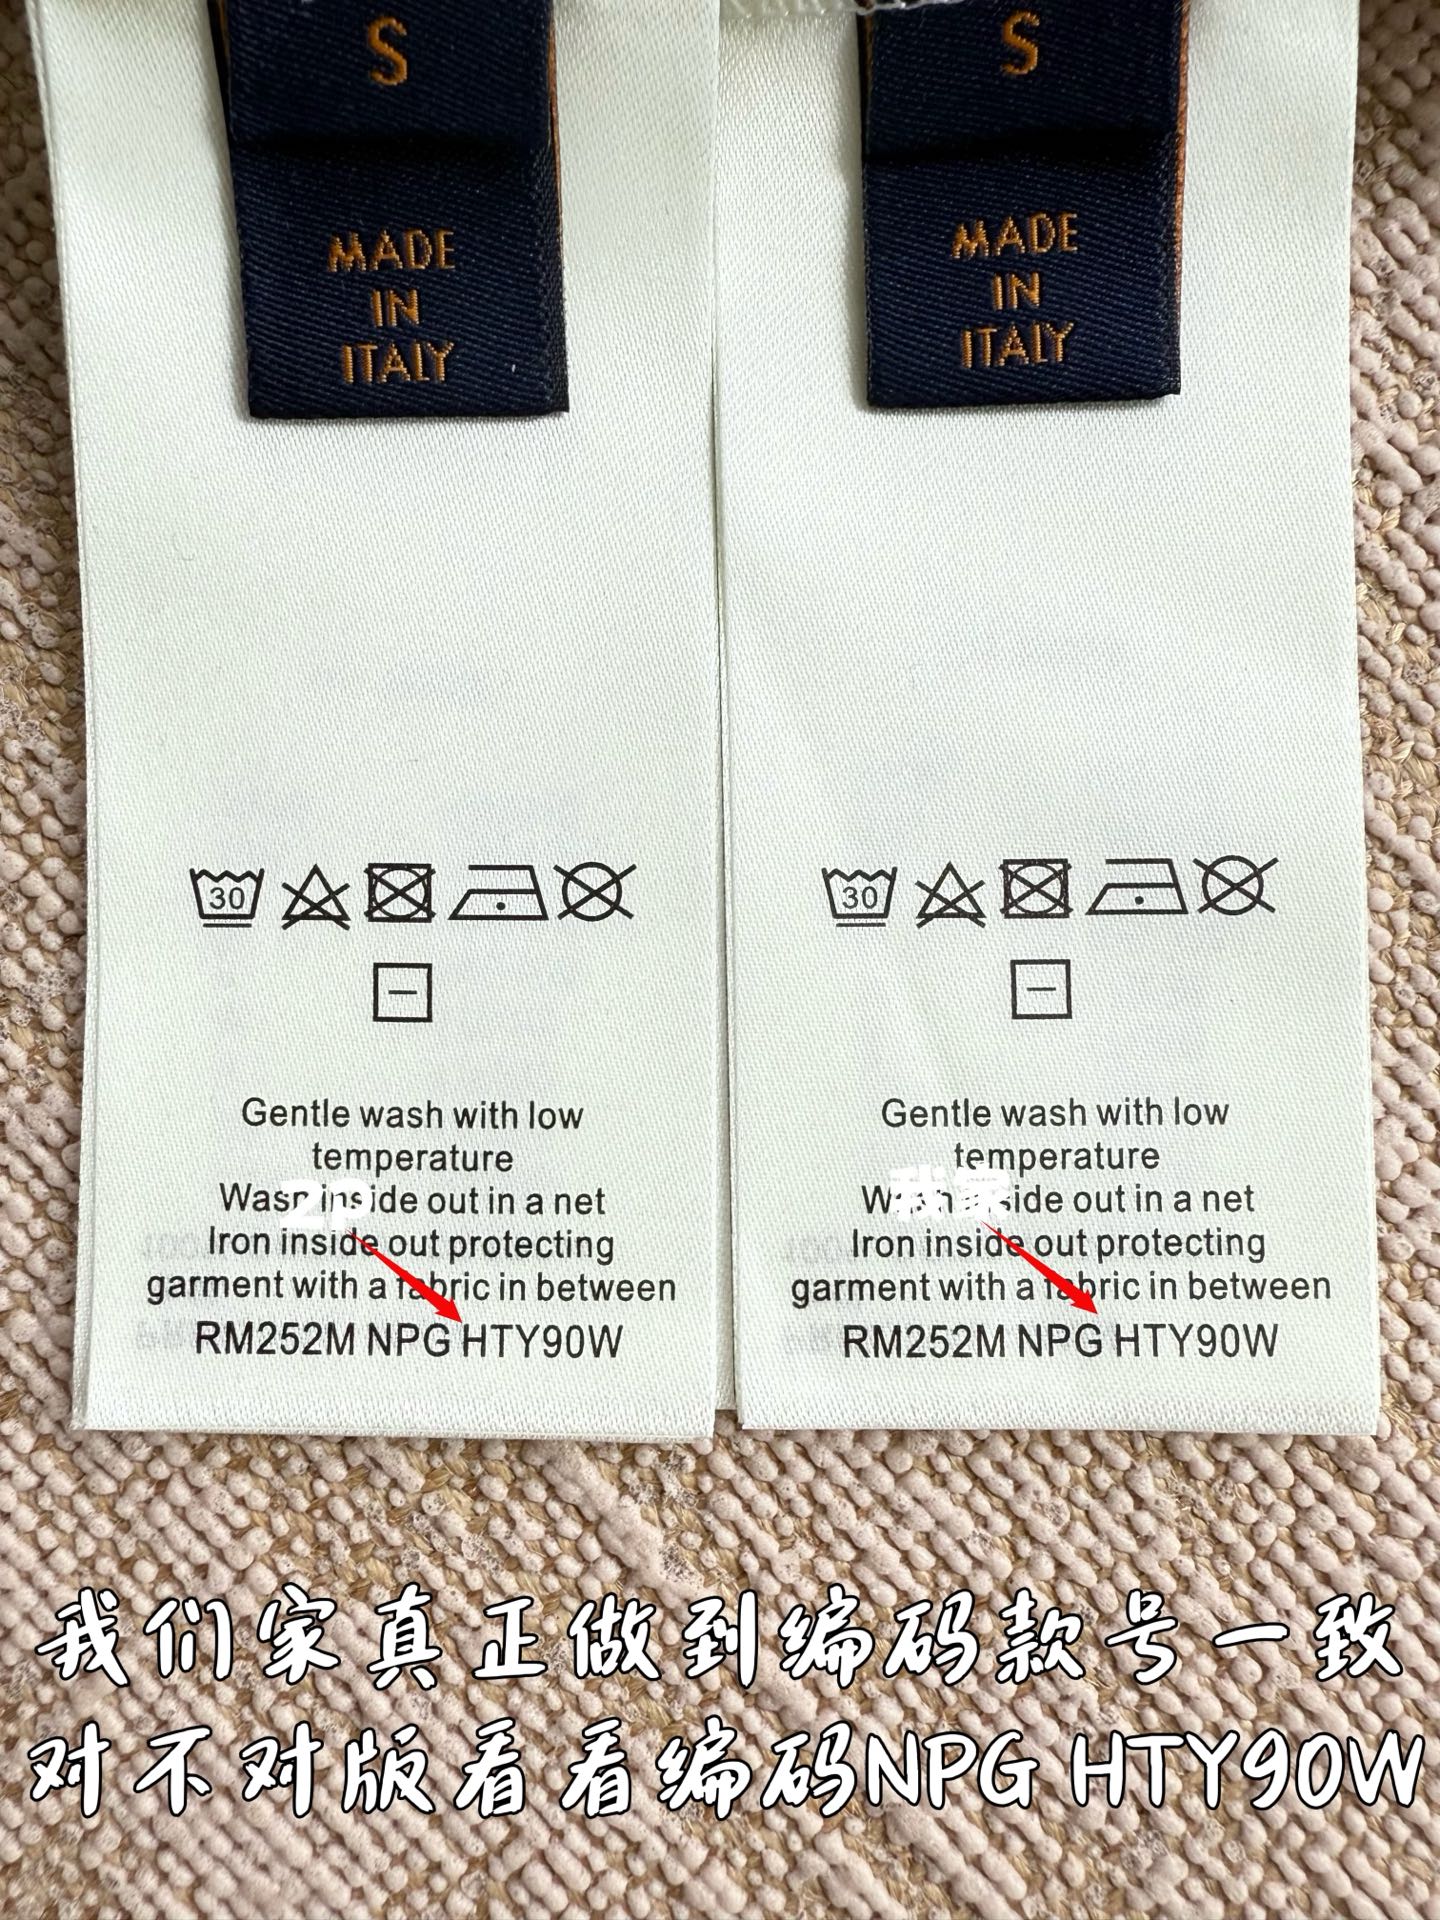 S
MADE
IN
ITALY
S
MADE
IN
ITALY
30
Gentle wash with low
temperature
Wash inside out in a net
Iron inside out protecting
garment with a fabric in between
RM252M NPG HTY90W
ZP
30
Gentle wash with low
temperature
Wash inside out in a net
Iron inside out protecting
garment with a fabric in between
RM252M NPG HTY90W
我家
我们家真正做到编码款号一致
对不对版看看编码NPG HTY90W